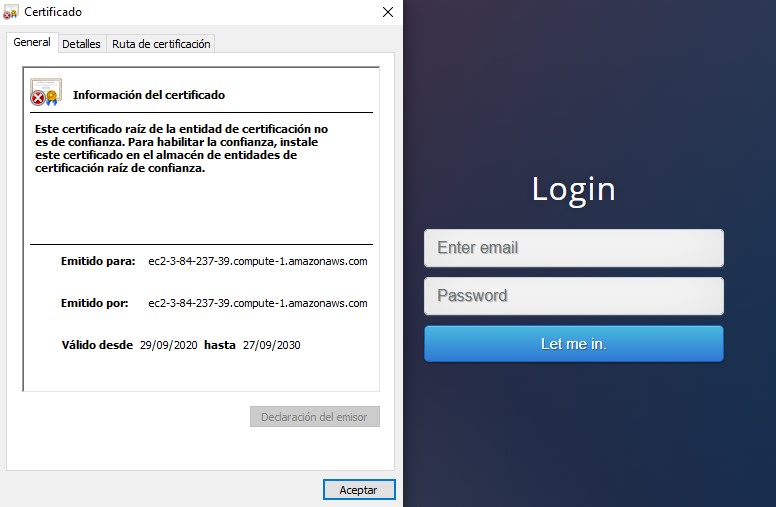 Certificado
General
Detalles
Ruta de certificación
Información del certificado
Este certificado raíz de la entidad de certificación no
es de confianza. Para habilitar la confianza, instale
este certificado en el almacén de entidades de
certificación raíz de confianza.
Emitido para: ec2-3-84-237-39.compute-1.amazonaws.com
Emitido por: ec2-3-84-237-39.compute-1.amazonaws.com
Válido desde 29/09/2020 hasta 27/09/2030
Declaración del emisor
Aceptar
Login
Enter email
Password
Let me in.